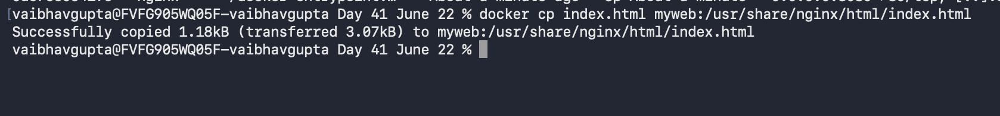 [vaibhavgupta@FVFG905WQ05F-vaibhavgupta Day 41 June 22 % docker cp index.html myweb:/usr/share/nginx/html/index.html
Successfully copied 1.18kB (transferred 3.07kB) to myweb:/usr/share/nginx/html/index.html
vaibhavgupta@FVFG905WQ05F-vaibhavgupta Day 41 June 22 %